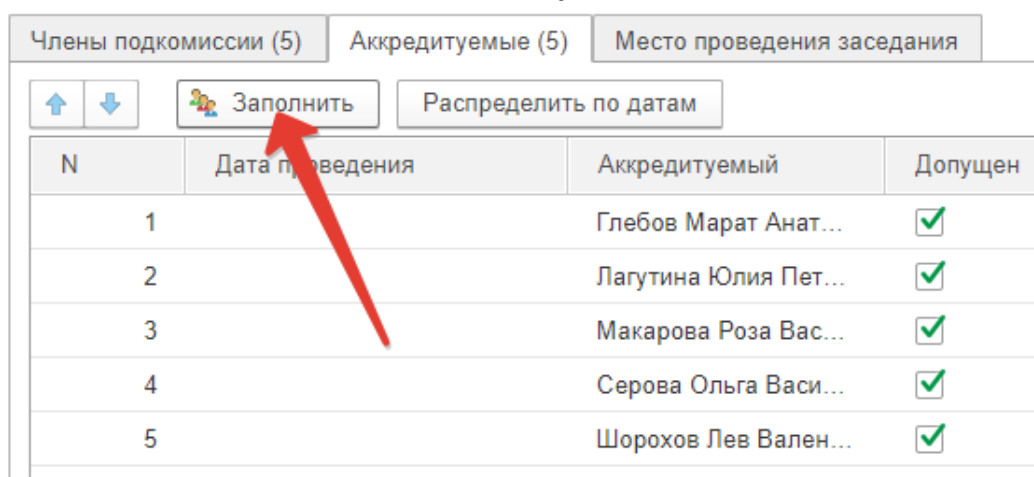 Члены подкомиссии (5) Аккредитуемые (5) Место проведения заседания
Заполнить Распределить по датам
N Дата проведения Аккредитуемый Допущен
1 Глебов Марат Анат...
2 Лагутина Юлия Пет...
3 Макарова Роза Вас...
4 Серова Ольга Васи...
5 Шорохов Лев Вален...